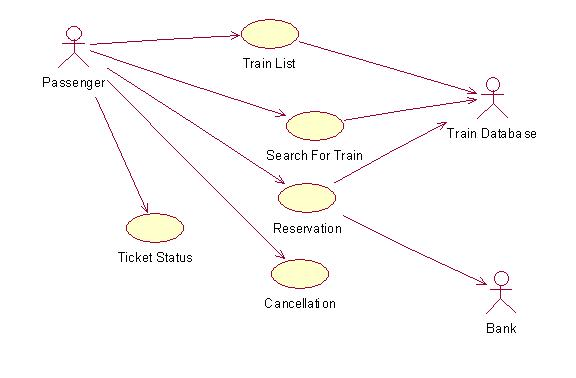 Train List
Passenger
Train Database
Search For Train
Reservation
Ticket Status
Cancellation
Bank